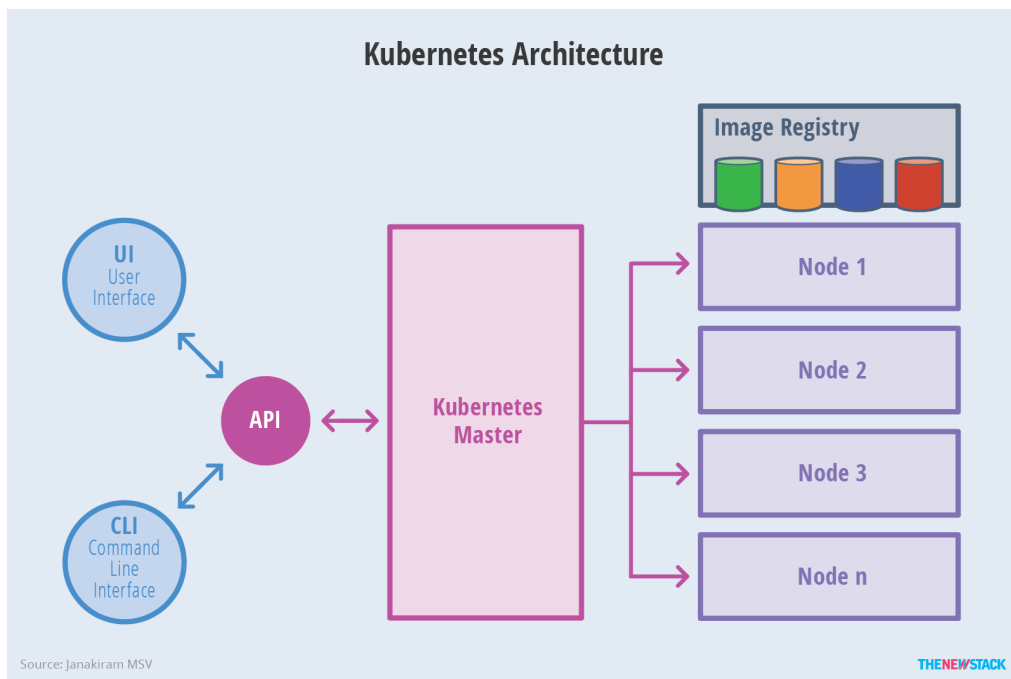 Kubernetes Architecture
Image Registry
UI
User
Interface
API
CLI
Command
Line
Interface
Kubernetes
Master
Node 1
Node 2
Node 3
Node n
Source: Janakiram MSV
THENEWSTACK